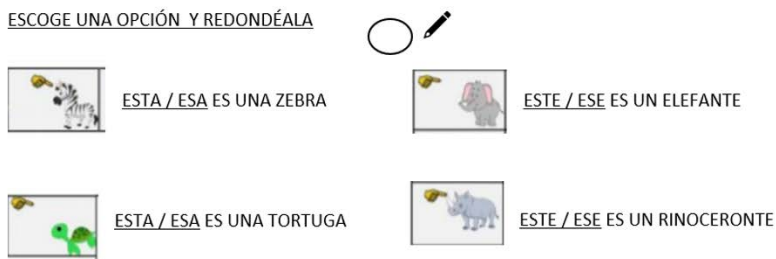 ESCOGE UNA OPCIÓN Y REDONDÉALA
ESTA / ESA ES UNA ZEBRA
ESTE / ESE ES UN ELEFANTE
ESTA / ESA ES UNA TORTUGA
ESTE / ESE ES UN RINOCERONTE